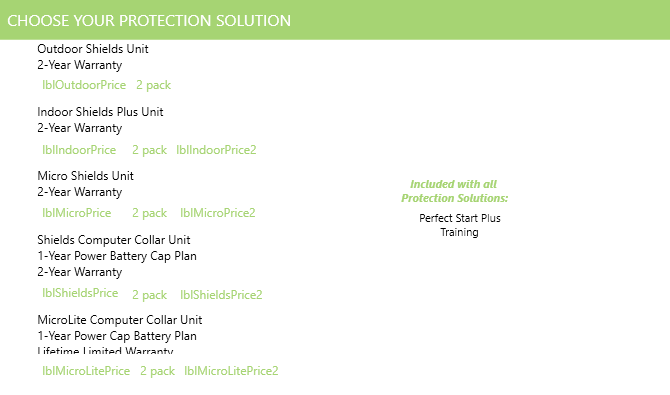 CHOOSE YOUR PROTECTION SOLUTION
Outdoor Shields Unit
2-Year Warranty
lblOutdoorPrice 2 pack
Indoor Shields Plus Unit
2-Year Warranty
lblIndoorPrice 2 pack lblIndoorPrice2
Micro Shields Unit
2-Year Warranty
lblMicroPrice 2 pack lblMicroPrice2
Shields Computer Collar Unit
1-Year Power Battery Cap Plan
2-Year Warranty
lblShieldsPrice 2 pack lblShieldsPrice2
MicroLite Computer Collar Unit
1-Year Power Cap Battery Plan
Lifetime Limited Warranty
lblMicroLitePrice 2 pack lblMicroLitePrice2
Included with all
Protection Solutions:
Perfect Start Plus
Training